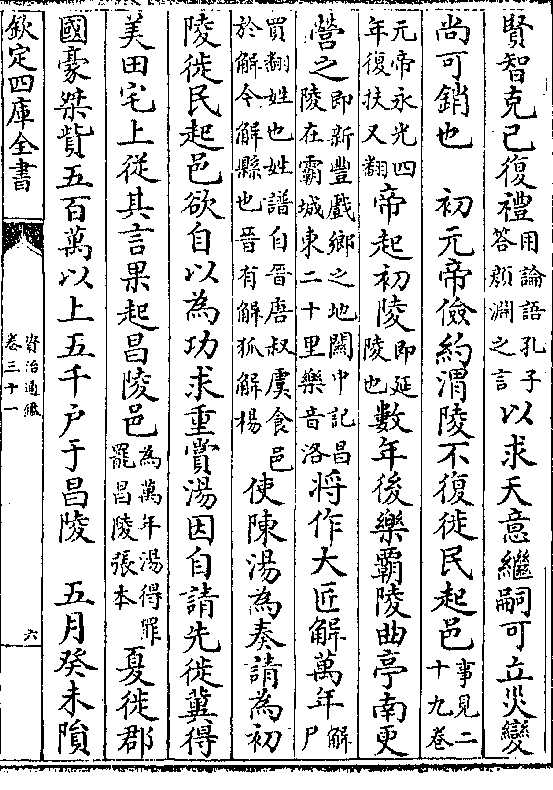 賢智克己復禮用論語孔子答顔淵之言以求天意繼嗣可立災變
尚可銷也　初元帝儉約渭陵不復徙民起邑事見二十九卷
元帝永光四年復扶又翻帝起初陵即延陵也數年後樂霸陵曲亭南更
營之即新豐戲鄉之地關中記昌陵在霸城東二十里樂音洛將作大匠解萬年解尸
買翻姓也姓譜自晉唐叔虞食邑於解今解縣也晉有解狐解楊使陳湯為奏請為初
陵徙民起邑欲自以為功求重賞湯因自請先徙冀得
美田宅上從其言果起昌陵邑為萬年湯得罪罷昌陵張本夏徙郡
國豪桀貲五百萬以上五千户于昌陵　五月癸未隕
欽定四庫全書
資治通鑑
卷三十一
六